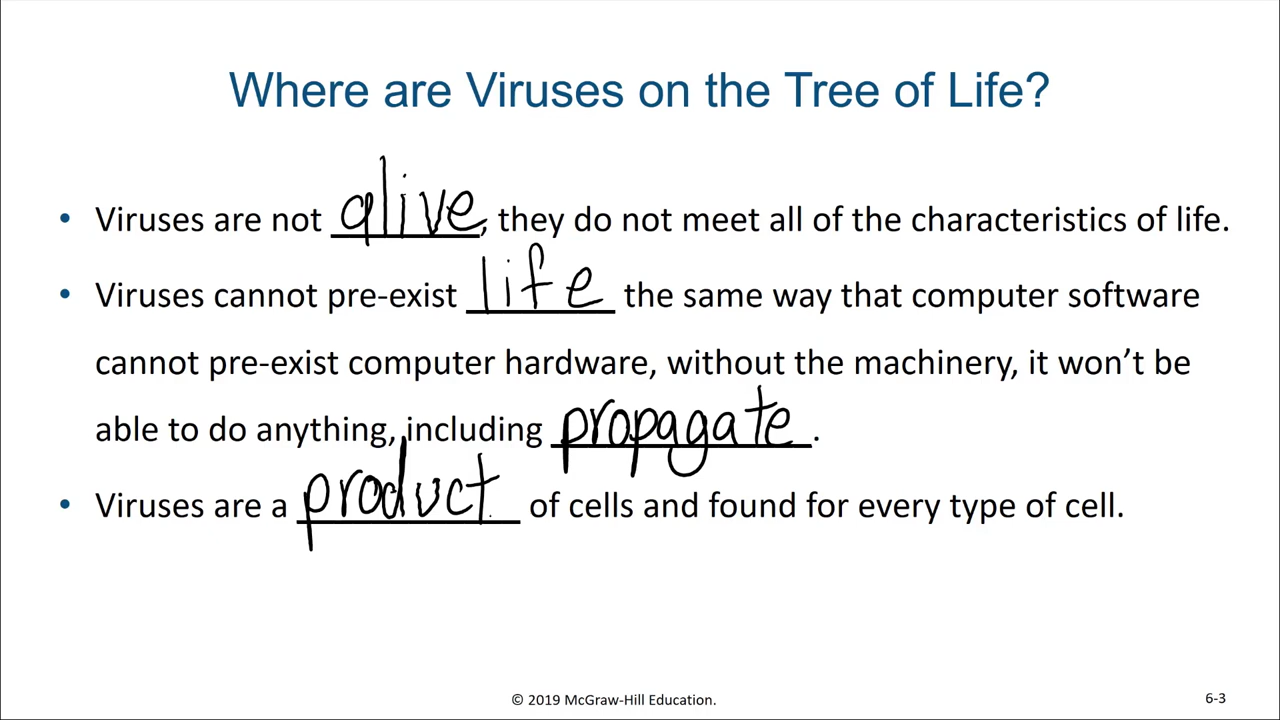 Where are Viruses on the Tree of Life?
• Viruses are not alive, they do not meet all of the characteristics of life.
• Viruses cannot pre-exist life the same way that computer software
cannot pre-exist computer hardware, without the machinery, it won’t be
able to do anything, including propagate.
• Viruses are a product of cells and found for every type of cell.
© 2019 McGraw-Hill Education.
6-3